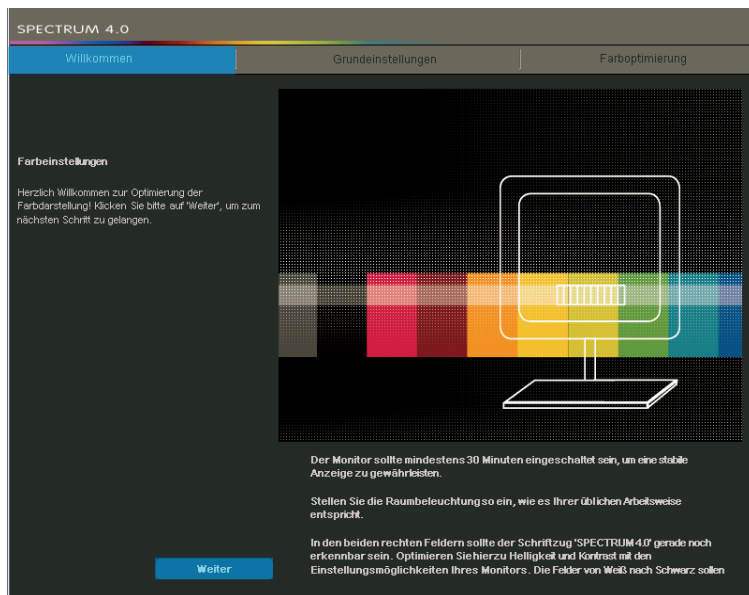 SPECTRUM 4.0
Willkommen
Grundeinstellungen
Farboptimierung
Farbeinstellungen
Herzlich Willkommen zur Optimierung der
Farbdarstellung! Klicken Sie bitte auf 'Weiter', um zum
nächsten Schritt zu gelangen.
Der Monitor sollte mindestens 30 Minuten eingeschaltet sein, um eine stabile
Anzeige zu gewährleisten.
Stellen Sie die Raumbeleuchtung so ein, wie es Ihrer üblichen Arbeitsweise
entspricht.
In den beiden rechten Feldern sollte der Schriftzug 'SPECTRUM 4.0' gerade noch
erkennbar sein. Optimieren Sie hierzu Helligkeit und Kontrast mit den
Einstellungsmöglichkeiten Ihres Monitors. Die Felder von Weiß nach Schwarz sollen
Weiter